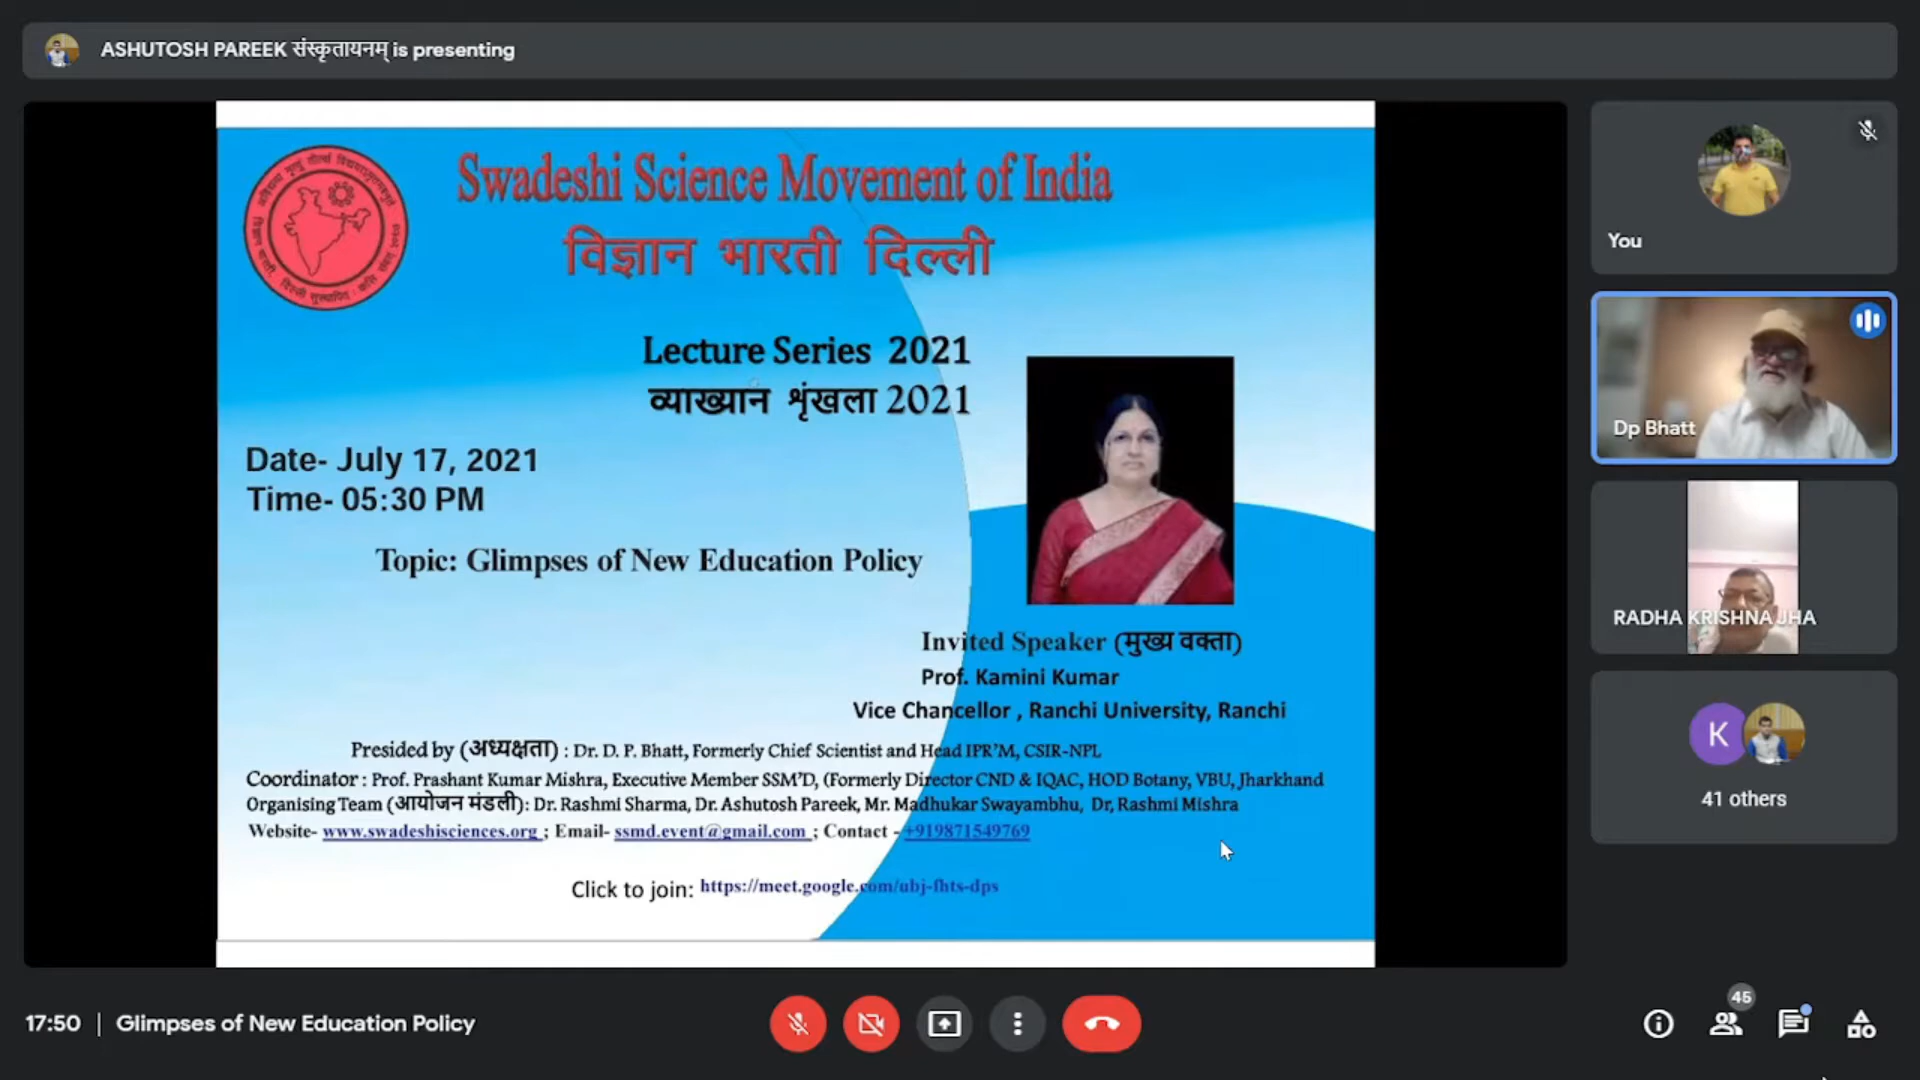 ASHUTOSH PAREEK संस्कृतायनम् is presenting
Swadeshi Science Movement of India
विज्ञान भारती दिल्ली
Lecture Series 2021
व्याख्यान शृंखला 2021
Date- July 17, 2021
Time- 05:30 PM
Topic: Glimpses of New Education Policy
Invited Speaker (मुख्य वक्ता)
Prof. Kamini Kumar
Vice Chancellor , Ranchi University, Ranchi
Presided by (अध्यक्षता) : Dr. D. P. Bhatt, Formerly Chief Scientist and Head IPR'M, CSIR-NPL
Coordinator : Prof. Prashant Kumar Mishra, Executive Member SSM'D, (Formerly Director CND & IQAC, HOD Botany, VBU, Jharkhand
Organising Team (आयोजन मंडली): Dr. Rashmi Sharma, Dr. Ashutosh Pareek, Mr. Madhukar Swayambhu, Dr, Rashmi Mishra
Website- www.swadeshisciences.org ; Email- ssmd.event@gmail.com ; Contact - +919871549769
Click to join: https://meet.google.com/ubj-fhts-dps
You
Dp Bhatt
RADHA KRISHNA JHA
K
41 others
17:50 | Glimpses of New Education Policy
45